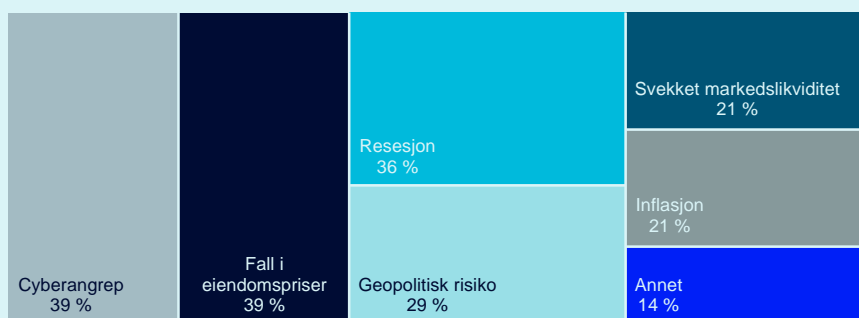 Cyberangrep
39 %
Fall i
eiendomspriser
39 %
Resesjon
36 %
Geopolitisk risiko
29 %
Svekket markedslikviditet
21 %
Inflasjon
21 %
Annet
14 %